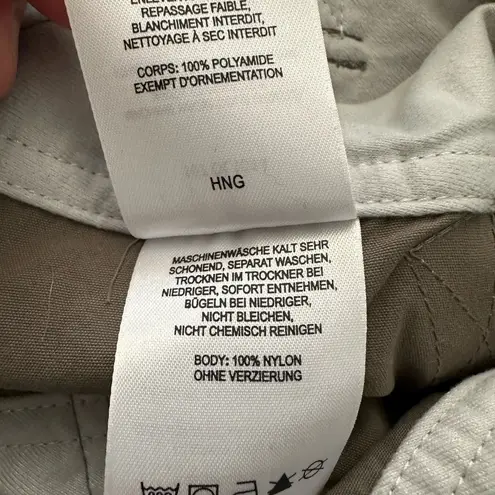 REPASSAGE FAIBLE,
BLANCHIMENT INTERDIT,
NETTOYAGE À SEC INTERDIT
CORPS: 100% POLYAMIDE
EXEMPT D'ORNEMENTATION
HNG
MASCHINENWÄSCHE KALT SEHR
SCHONEND, SEPARAT WASCHEN,
TROCKNEN IM TROCKNER BEI
NIEDRIGER, SOFORT ENTNEHMEN,
BÜGELN BEI NIEDRIGER,
NICHT BLEICHEN,
NICHT CHEMISCH REINIGEN
BODY: 100% NYLON
OHNE VERZIERUNG